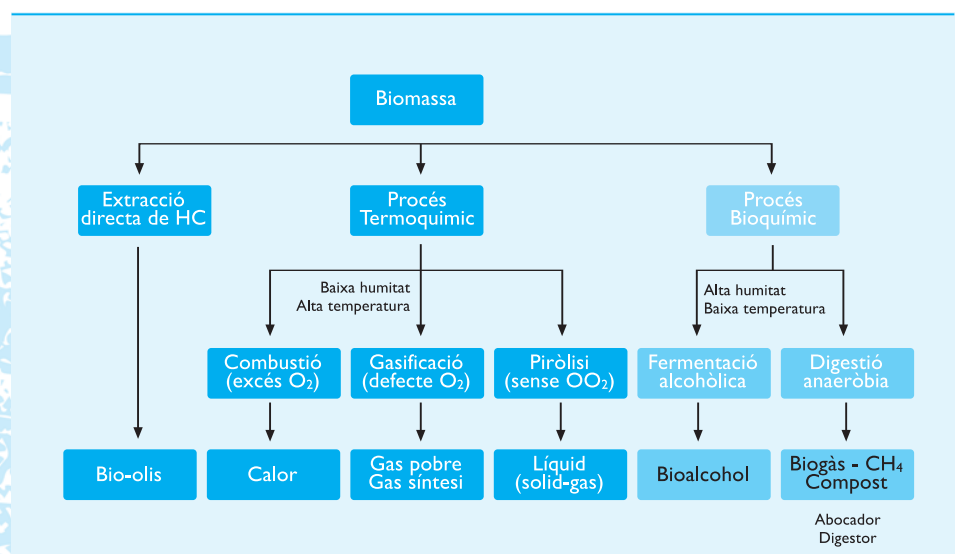 Biomassa
Extracció
directa de HC
Procés
Termoquimic
Procés
Bioquímic
Baixa humitat
Alta temperatura
Alta humitat
Baixa temperatura
Combustió
(excés O₂)
Gasificació
(defecte O₂)
Piròlisi
(sense OO₂)
Fermentació
alcohòlica
Digestió
anaeròbia
Bio-olis
Calor
Gas pobre
Gas síntesi
Líquid
(solid-gas)
Bioalcohol
Biogàs - CH₄
Compost
Abocador
Digestor